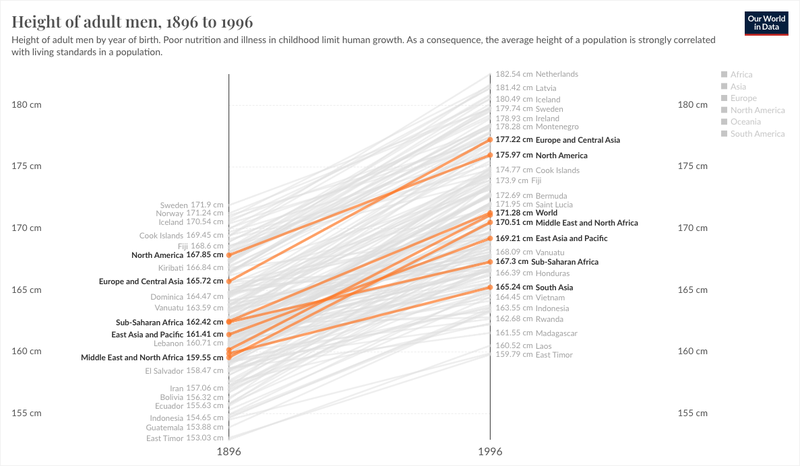 Height of adult men, 1896 to 1996
Our World
in Data
Height of adult men by year of birth. Poor nutrition and illness in childhood limit human growth. As a consequence, the average height of a population is strongly correlated
with living standards in a population.
180 cm
175 cm
170 cm
165 cm
160 cm
155 cm
Sweden 171.9 cm
Norway 171.24 cm
Iceland 170.54 cm
Cook Islands 169.45 cm
Fiji 168.6 cm
North America 167.85 cm
Kiribati 166.84 cm
Europe and Central Asia 165.72 cm
Dominica 164.47 cm
Vanuatu 163.59 cm
Sub-Saharan Africa 162.42 cm
East Asia and Pacific 161.41 cm
Lebanon 160.71 cm
Middle East and North Africa 159.55 cm
El Salvador 158.47 cm
Iran 157.06 cm
Bolivia 156.32 cm
Ecuador 155.63 cm
Indonesia 154.65 cm
Guatemala 153.88 cm
East Timor 153.03 cm
1896
182.54 cm Netherlands
181.42 cm Latvia
180.49 cm Iceland
179.74 cm Sweden
178.93 cm Ireland
178.28 cm Montenegro
177.22 cm Europe and Central Asia
175.97 cm North America
174.77 cm Cook Islands
173.9 cm Fiji
172.69 cm Bermuda
171.95 cm Saint Lucia
171.28 cm World
170.51 cm Middle East and North Africa
169.21 cm East Asia and Pacific
168.09 cm Vanuatu
167.3 cm Sub-Saharan Africa
166.39 cm Honduras
165.24 cm South Asia
164.45 cm Vietnam
163.55 cm Indonesia
162.68 cm Rwanda
161.55 cm Madagascar
160.52 cm Laos
159.79 cm East Timor
1996
180 cm
175 cm
170 cm
165 cm
160 cm
155 cm
Africa
Asia
Europe
North America
Oceania
South America